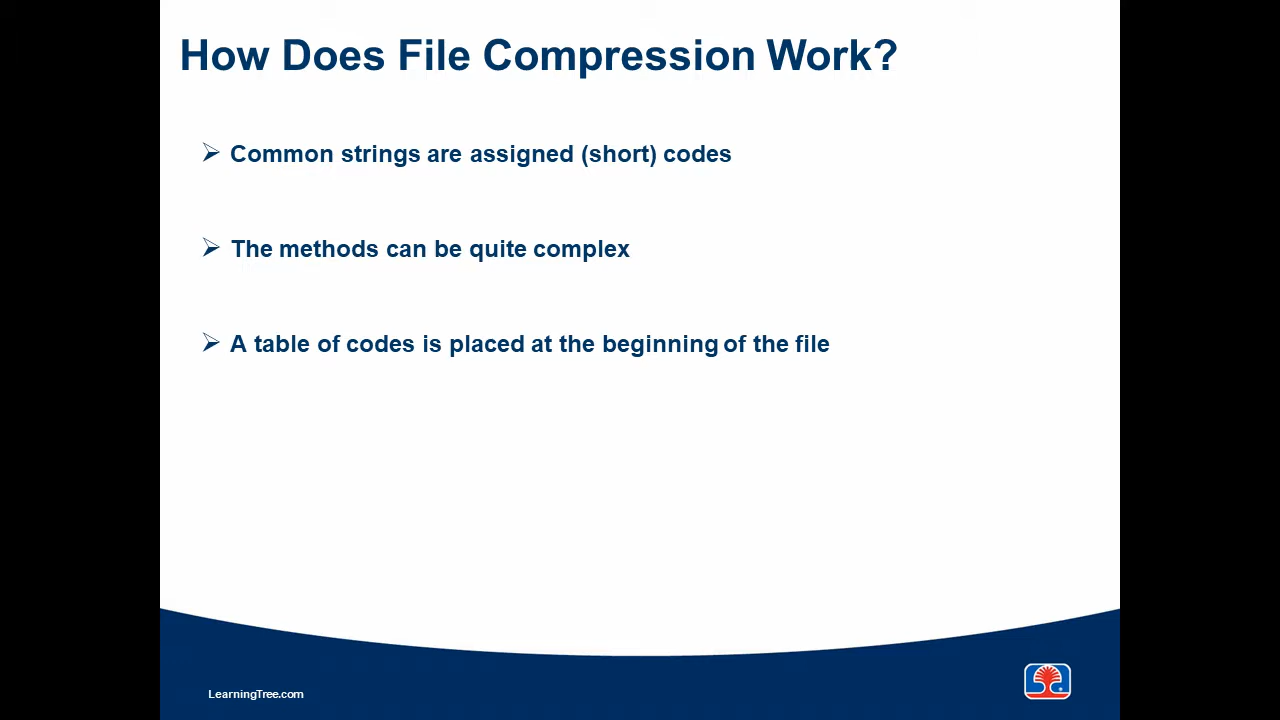 How Does File Compression Work?
Common strings are assigned (short) codes
The methods can be quite complex
A table of codes is placed at the beginning of the file
LearningTree.com